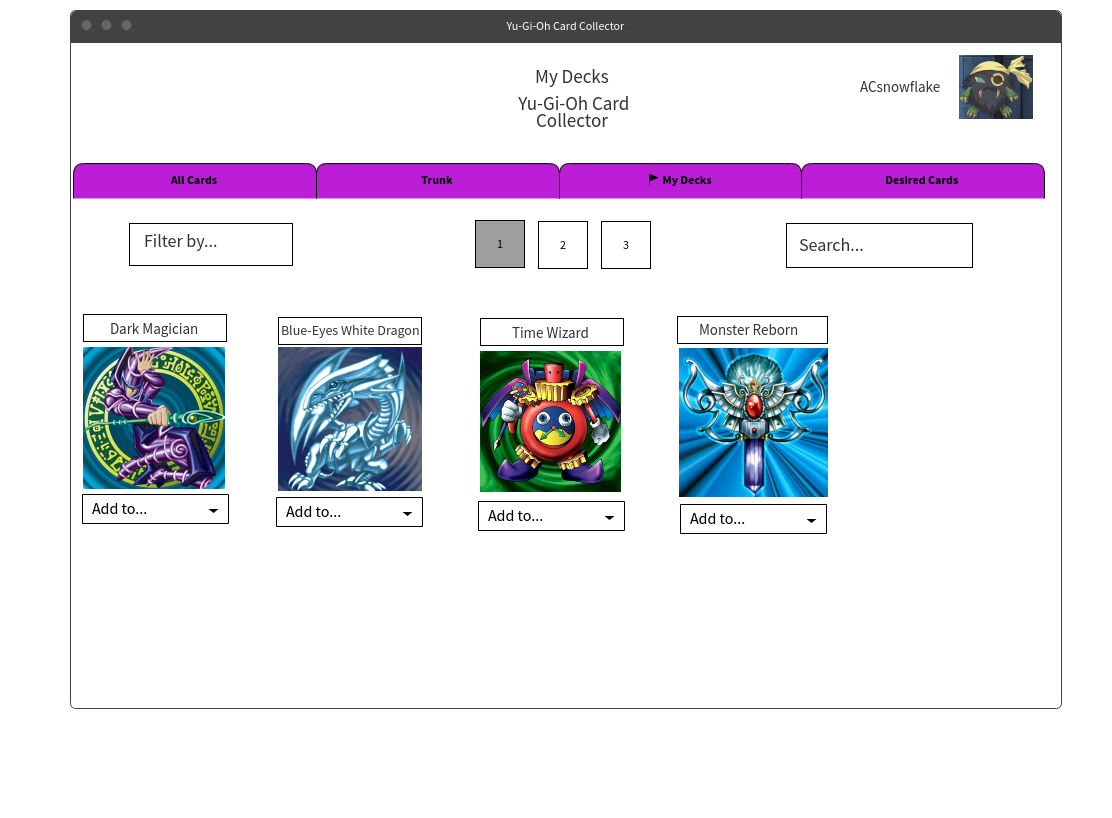 Yu-Gi-Oh Card Collector
My Decks
Yu-Gi-Oh Card
Collector
ACsnowflake
All Cards
Trunk
My Decks
Desired Cards
Filter by...
1
2
3
Search...
Dark Magician
Blue-Eyes White Dragon
Time Wizard
Monster Reborn
Add to...
Add to...
Add to...
Add to...